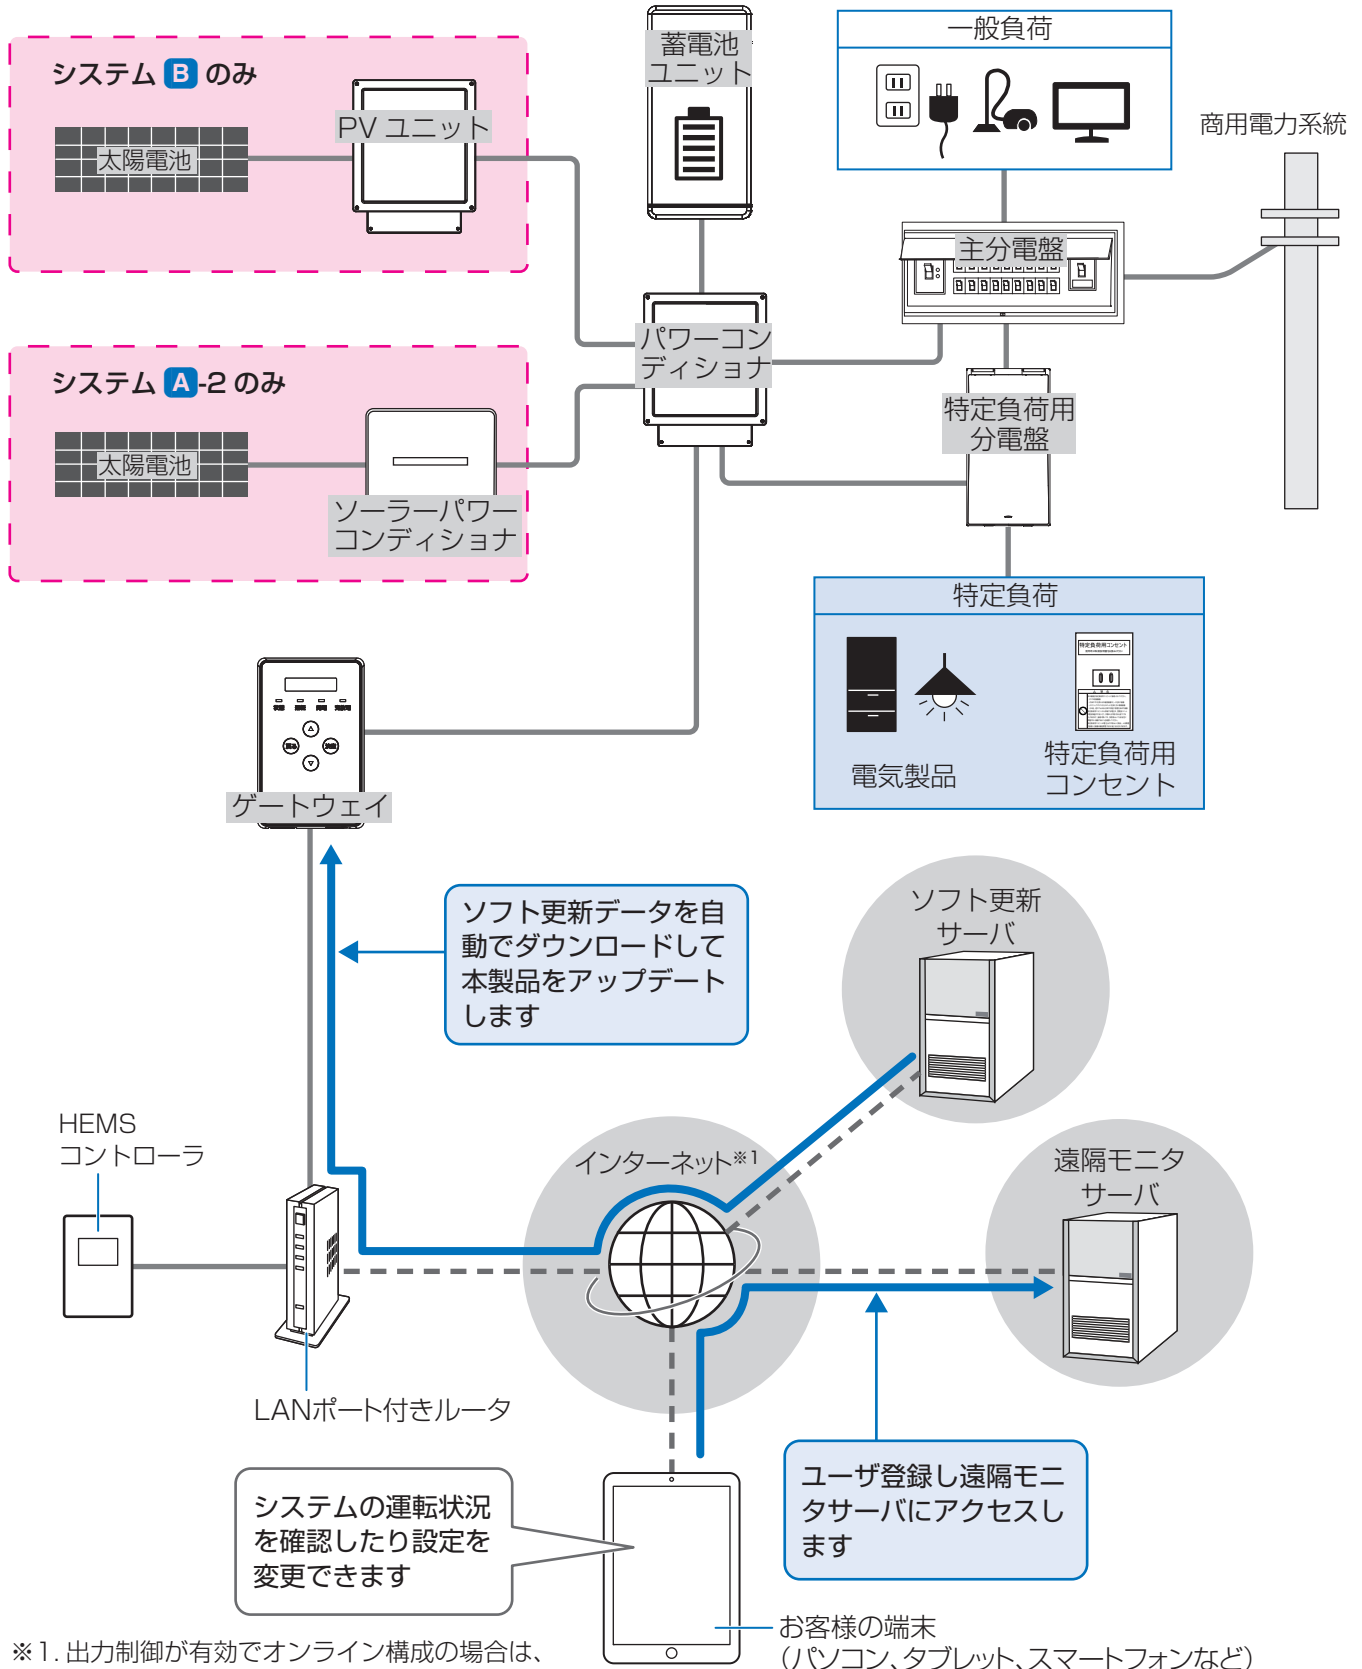 システム B のみ
太陽電池
PV ユニット
蓄電池
ユニット
一般負荷
商用電力系統
主分電盤
パワーコン
ディショナ
システム A-2 のみ
太陽電池
ソーラーパワー
コンディショナ
特定負荷用
分電盤
特定負荷
特定負荷用コンセント
電気製品
特定負荷用
コンセント
戻る
決定
ゲートウェイ
ソフト更新データを自
動でダウンロードして
本製品をアップデート
します
ソフト更新
サーバ
HEMS
コントローラ
インターネット※1
遠隔モニタ
サーバ
LANポート付きルータ
システムの運転状況
を確認したり設定を
変更できます
ユーザ登録し遠隔モニ
タサーバにアクセスし
ます
お客様の端末
(パソコン、タブレット、スマートフォンなど)
※1. 出力制御が有効でオンライン構成の場合は、